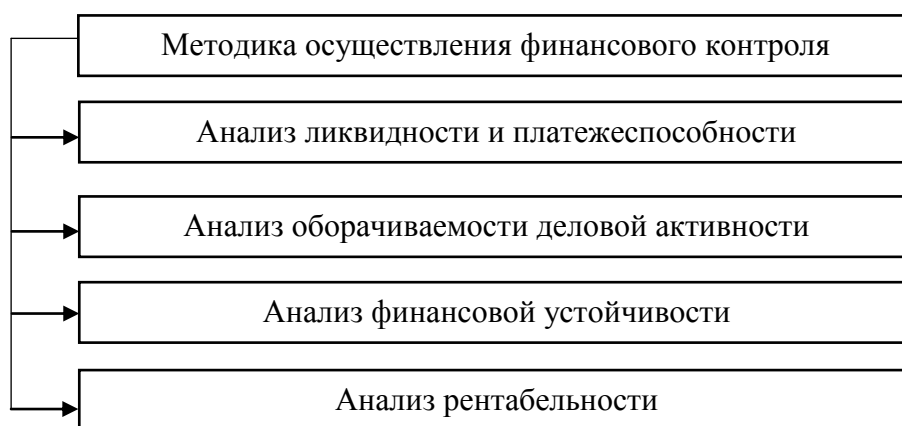 Методика осуществления финансового контроля
Анализ ликвидности и платежеспособности
Анализ оборачиваемости деловой активности
Анализ финансовой устойчивости
Анализ рентабельности